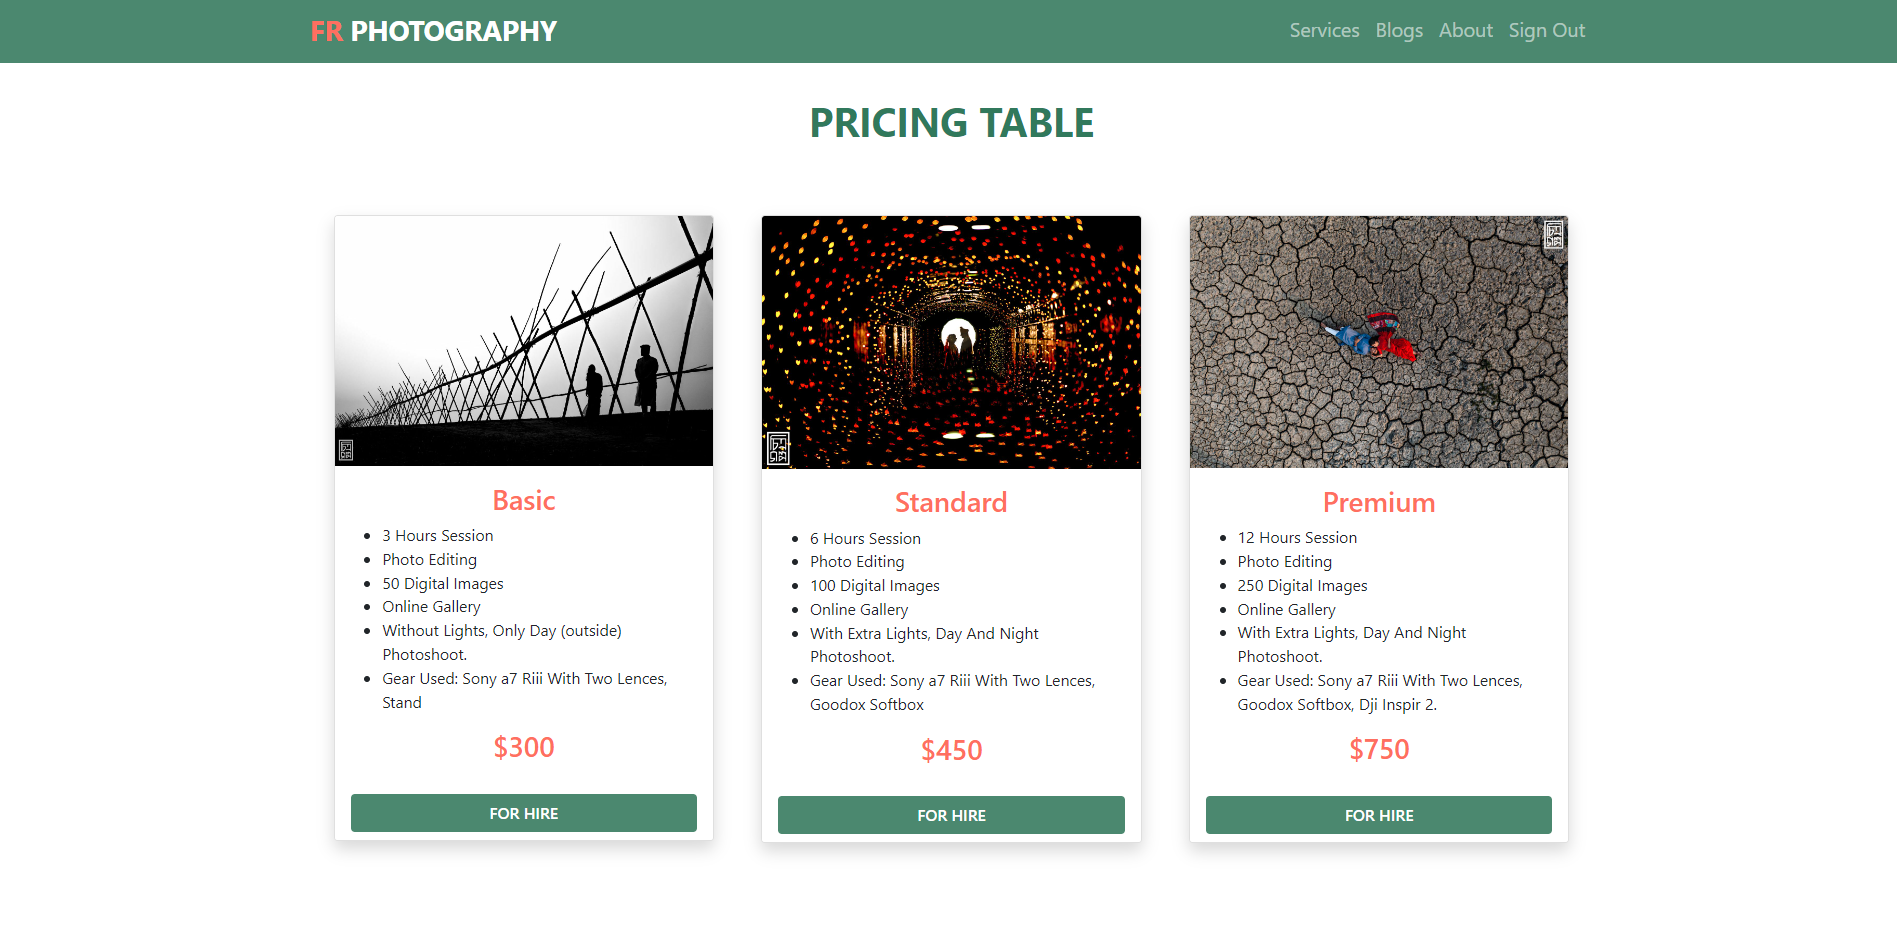 FR PHOTOGRAPHY
Services Blogs About Sign Out
PRICING TABLE
Basic
3 Hours Session
Photo Editing
50 Digital Images
Online Gallery
Without Lights, Only Day (outside)
Photoshoot.
Gear Used: Sony a7 Riii With Two Lences,
Stand
$300
FOR HIRE
Standard
6 Hours Session
Photo Editing
100 Digital Images
Online Gallery
With Extra Lights, Day And Night
Photoshoot.
Gear Used: Sony a7 Riii With Two Lences,
Goodox Softbox
$450
FOR HIRE
Premium
12 Hours Session
Photo Editing
250 Digital Images
Online Gallery
With Extra Lights, Day And Night
Photoshoot.
Gear Used: Sony a7 Riii With Two Lences,
Goodox Softbox, Dji Inspir 2.
$750
FOR HIRE